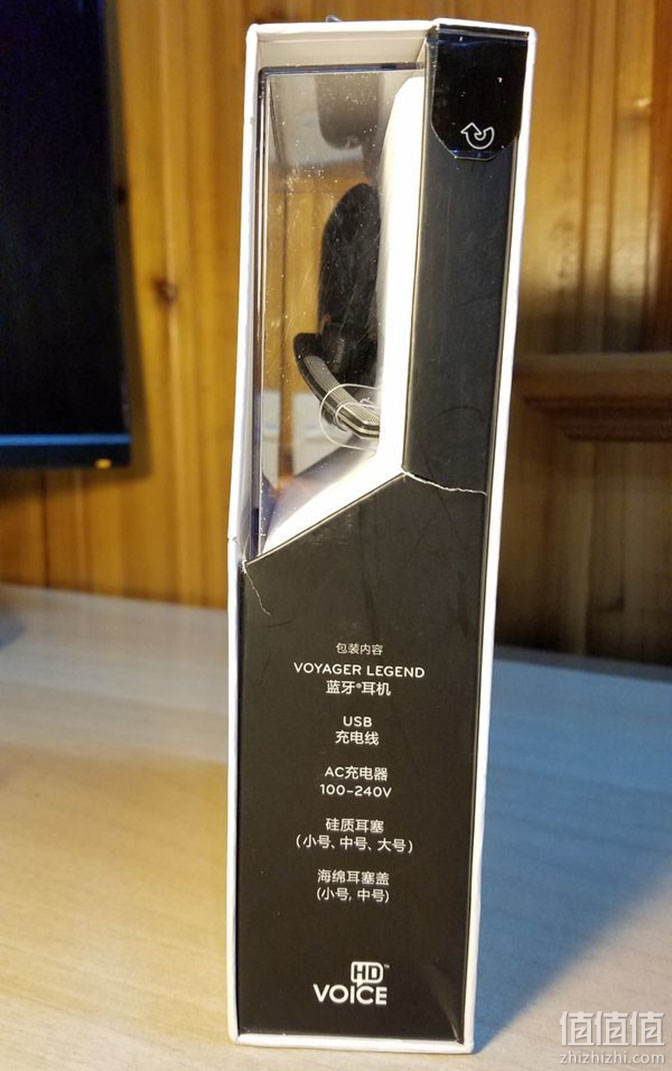 包装内容
VOYAGER LEGEND
蓝牙®耳机
USB
充电线
AC充电器
100-240V
硅质耳塞
(小号、中号、大号)
海绵耳塞盖
(小号, 中号)
HD™
VOICE
值值值
zhizhizhi.com